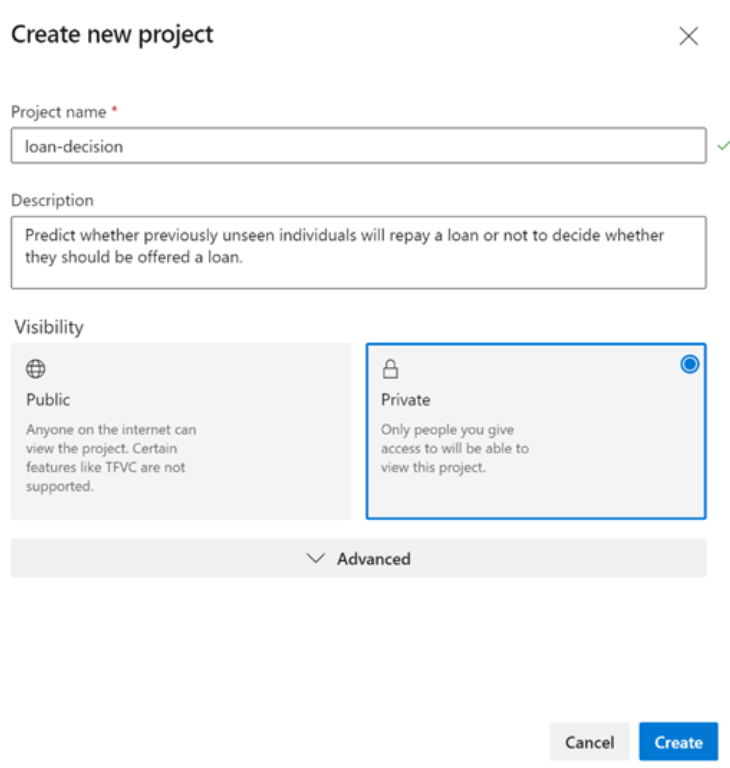 Create new project
Project name *
loan-decision
Description
Predict whether previously unseen individuals will repay a loan or not to decide whether
they should be offered a loan.
Visibility
Public
Anyone on the internet can
view the project. Certain
features like TFVC are not
supported.
Private
Only people you give
access to will be able to
view this project.
Advanced
Cancel
Create